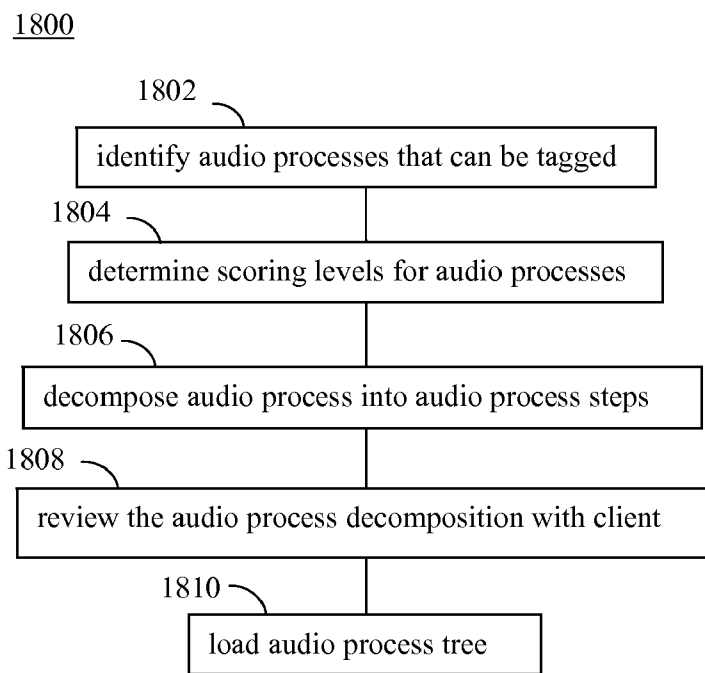 1800
1802
identify audio processes that can be tagged
1804
determine scoring levels for audio processes
1806
decompose audio process into audio process steps
1808
review the audio process decomposition with client
1810
load audio process tree